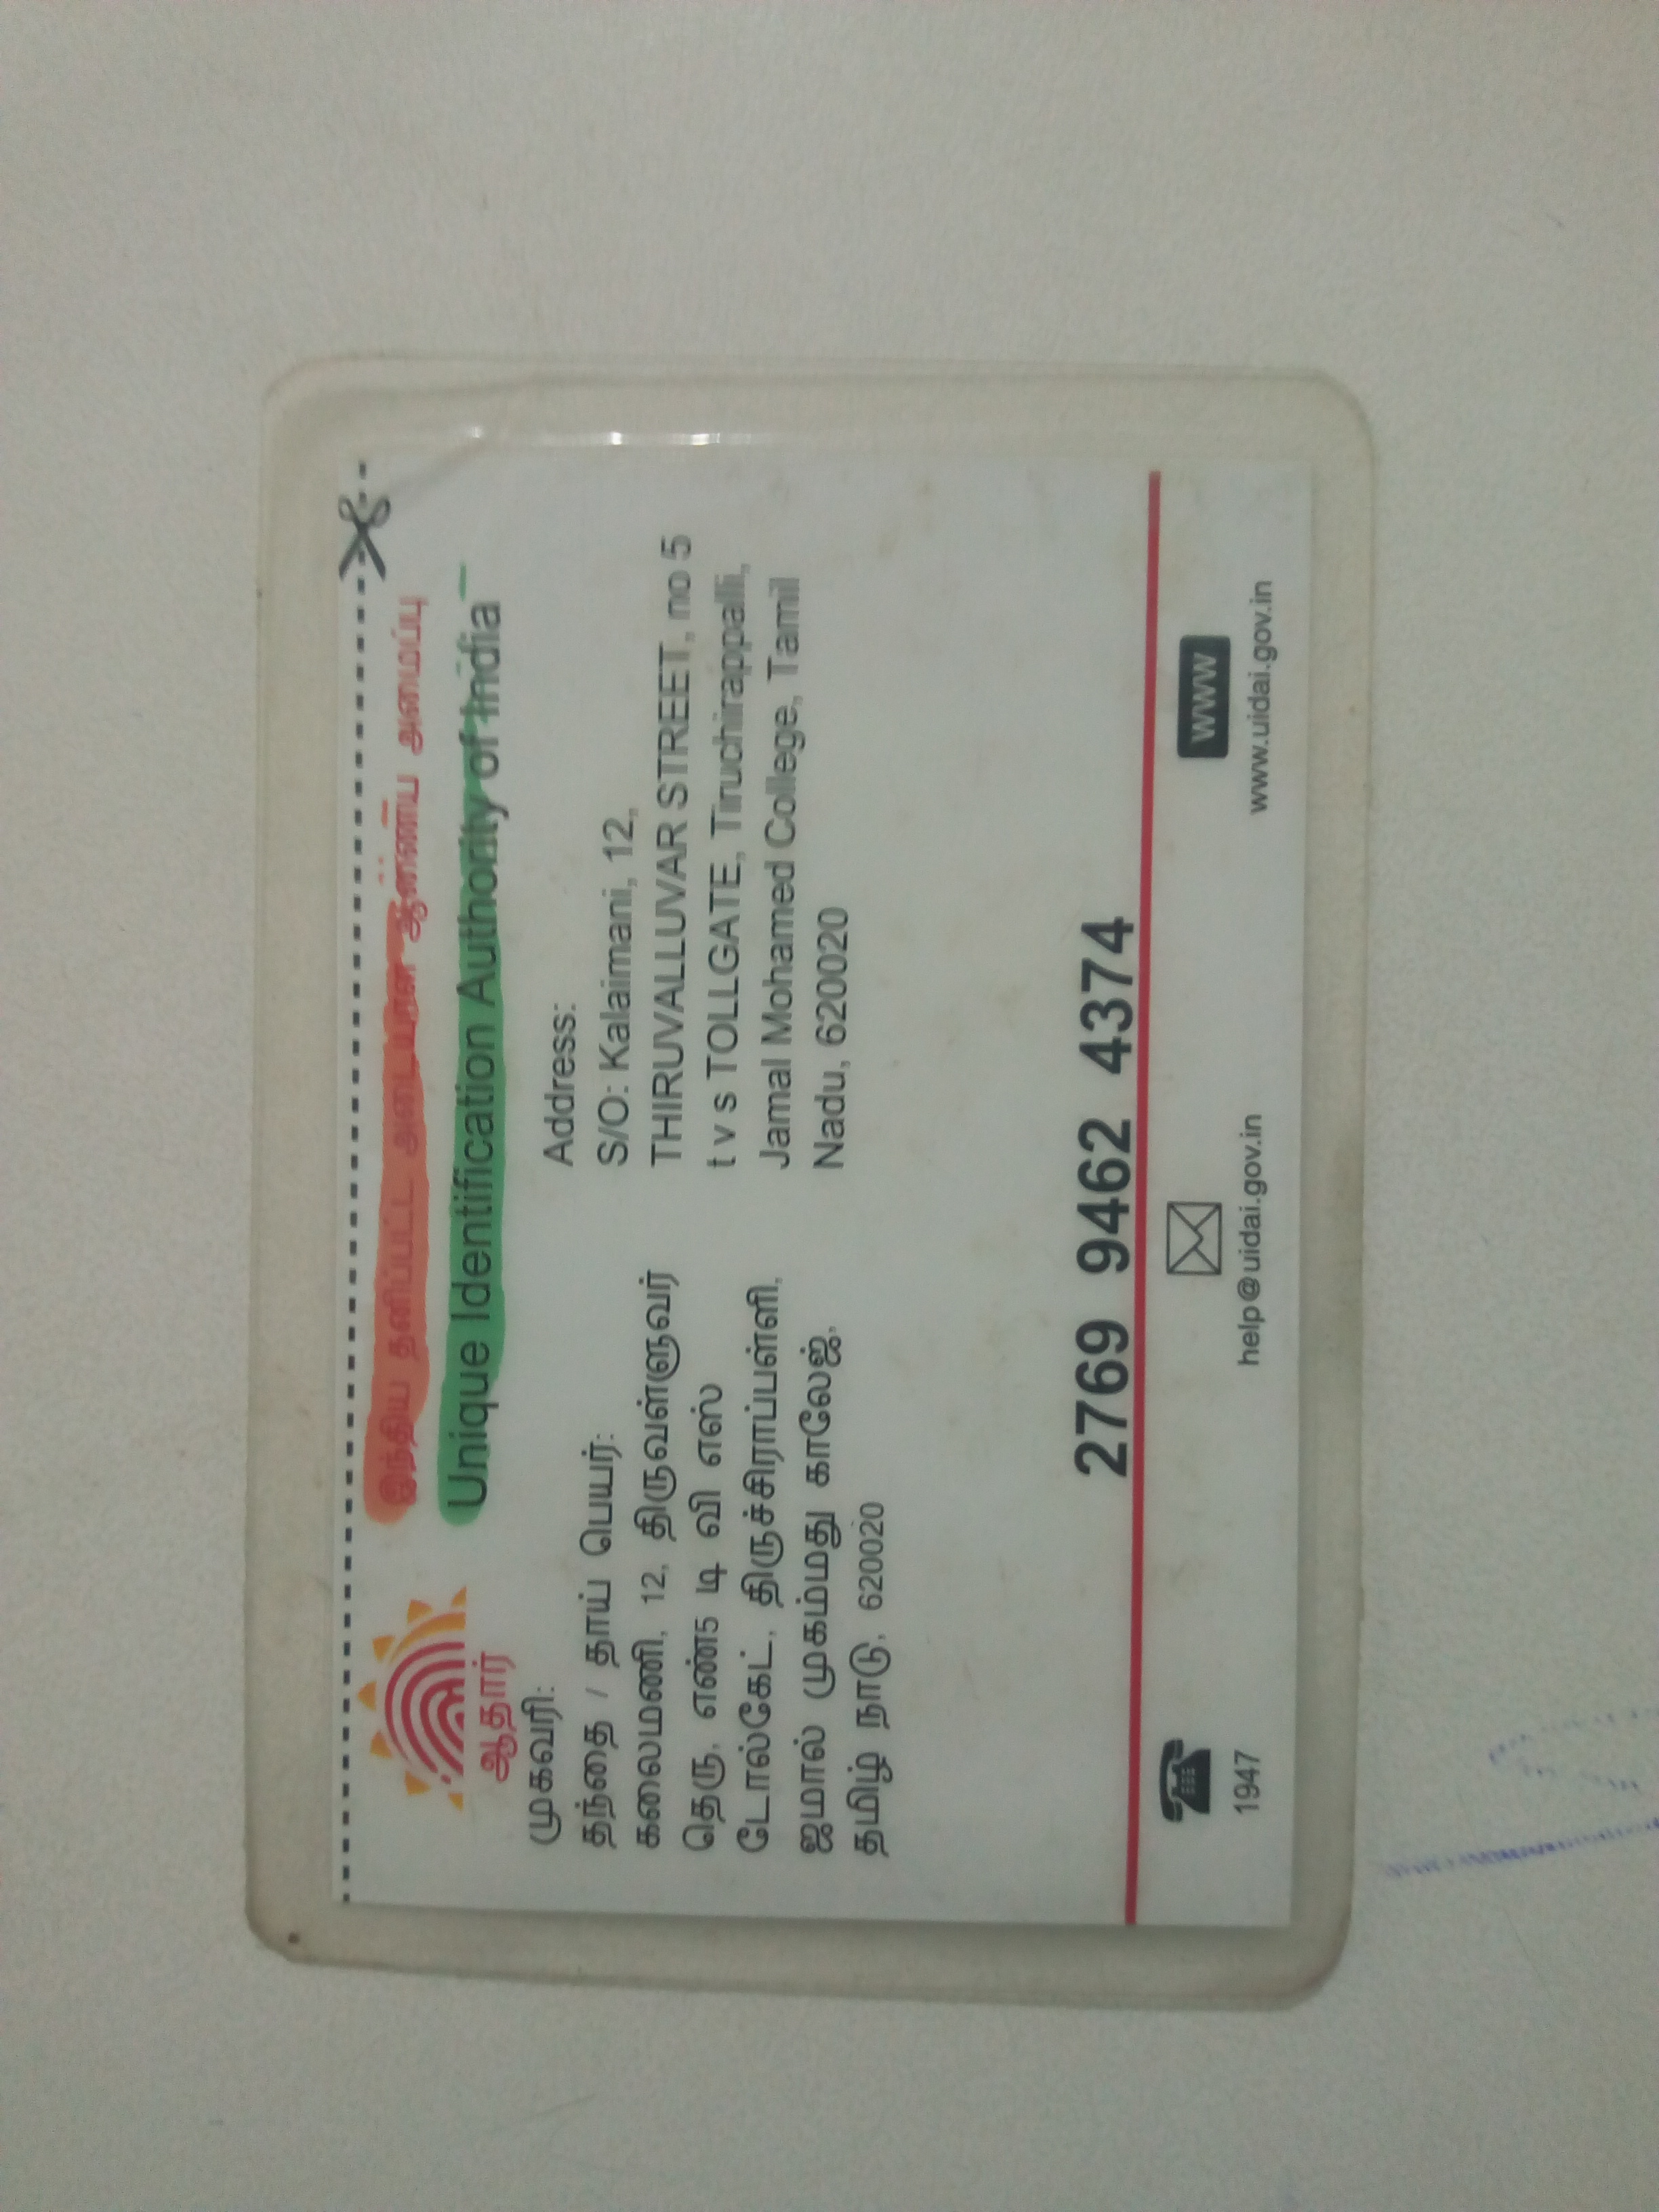 இந்திய தனிப்பட்ட அடையாள ஆணைய அமைப்பு
Unique Identification Authority of India
ஆதார்
முகவரி:
தந்தை / தாய் பெயர்:
கலைமணி, 12, திருவள்ளுவர்
தெரு, எண்5 டி வி எஸ்
டோல்கேட், திருச்சிராப்பள்ளி,
ஜமால் முகம்மது காலேஜ்,
தமிழ் நாடு, 620020
Address:
S/O: Kalaimani, 12,
THIRUVALLUVAR STREET, no 5
t v s TOLLGATE, Tiruchirappalli,
Jamal Mohamed College, Tamil
Nadu, 620020
2769 9462 4374
1947
help@uidai.gov.in
WWW
www.uidai.gov.in